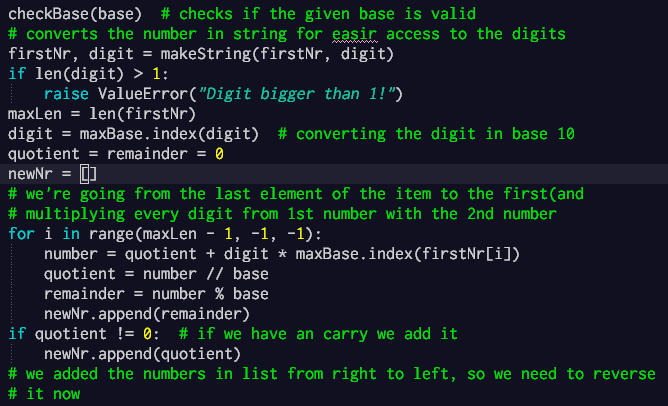 checkBase(base)  # checks if the given base is valid
# converts the number in string for easir access to the digits
firstNr, digit = makeString(firstNr, digit)
if len(digit) > 1:
    raise ValueError("Digit bigger than 1!")
maxLen = len(firstNr)
digit = maxBase.index(digit)  # converting the digit in base 10
quotient = remainder = 0
newNr = []
# we're going from the last element of the item to the first(and
# multiplying every digit from 1st number with the 2nd number
for i in range(maxLen - 1, -1, -1):
    number = quotient + digit * maxBase.index(firstNr[i])
    quotient = number // base
    remainder = number % base
    newNr.append(remainder)
if quotient != 0:  # if we have an carry we add it
    newNr.append(quotient)
# we added the numbers in list from right to left, so we need to reverse
# it now